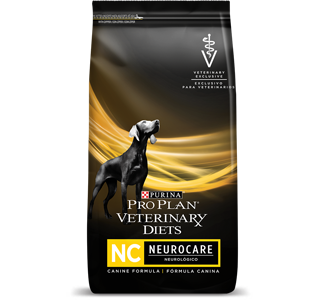 VETERINARY
EXCLUSIVE
EXCLUSIVO
PARA VETERINARIOS
PURINA
PRO PLAN
VETERINARY
DIETS
NC NEUROCARE
NEUROLÓGICO
CANINE FORMULA | FÓRMULA CANINA